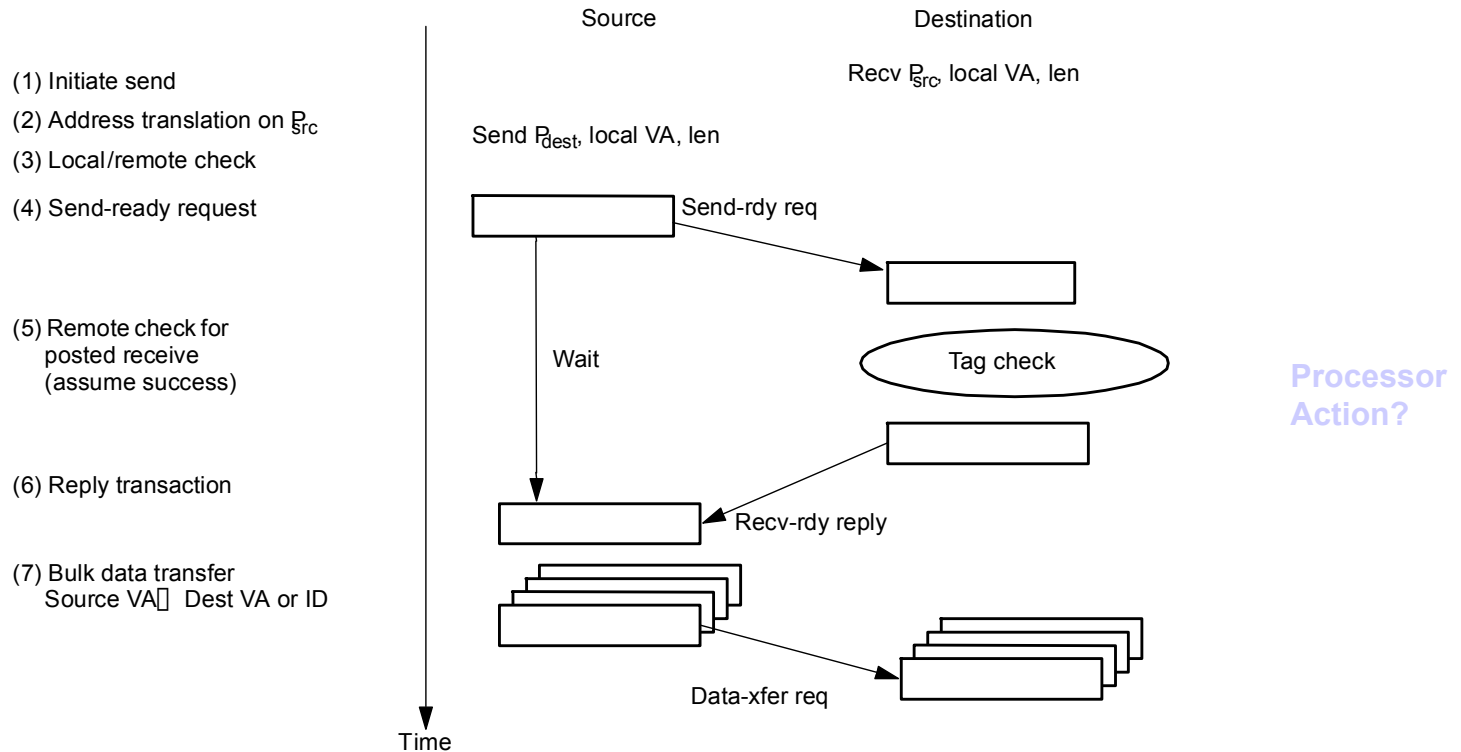 Source
Destination
(1) Initiate send
Recv Psrc, local VA, len
(2) Address translation on Psrc
Send Pdest, local VA, len
(3) Local/remote check
(4) Send-ready request
Send-rdy req
(5) Remote check for
posted receive
(assume success)
Wait
Tag check
Processor
Action?
(6) Reply transaction
Recv-rdy reply
(7) Bulk data transfer
Source VA▯ Dest VA or ID
Data-xfer req
Time